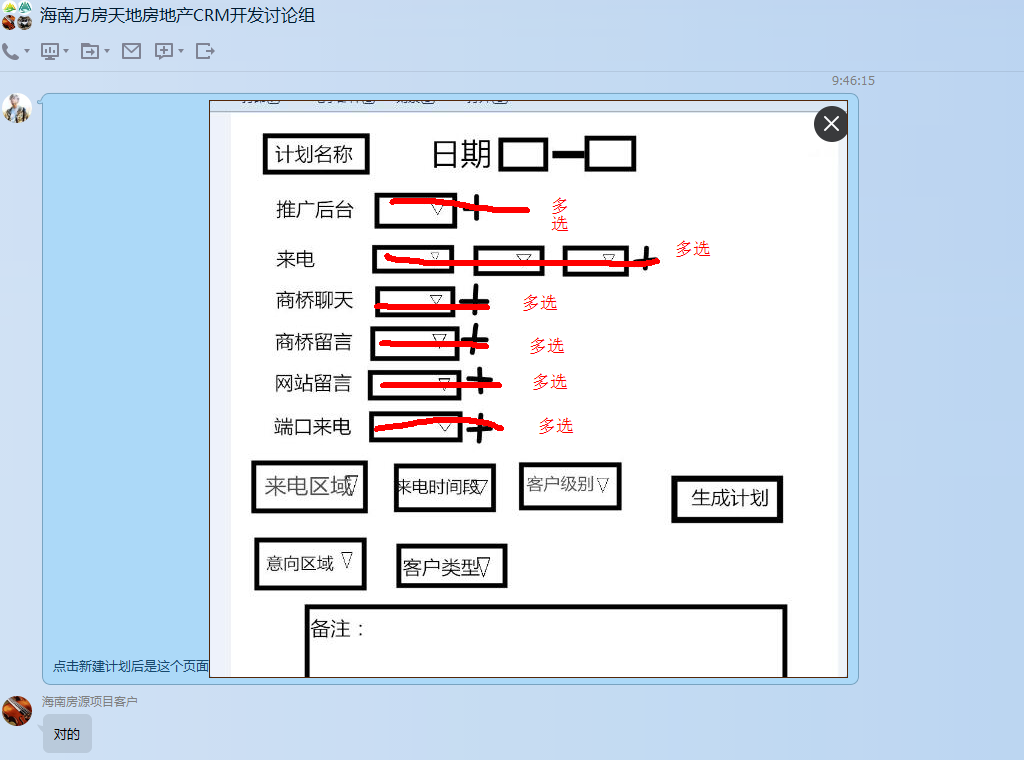 海南万房天地房地产CRM开发讨论组
9:46:15
计划名称
日期
推广后台
多
选
来电
多选
商桥聊天
多选
商桥留言
多选
网站留言
多选
端口来电
多选
来电区域
来电时间段
客户级别
生成计划
意向区域
客户类型
备注：
点击新建计划后是这个页面
海南房源项目客户
对的